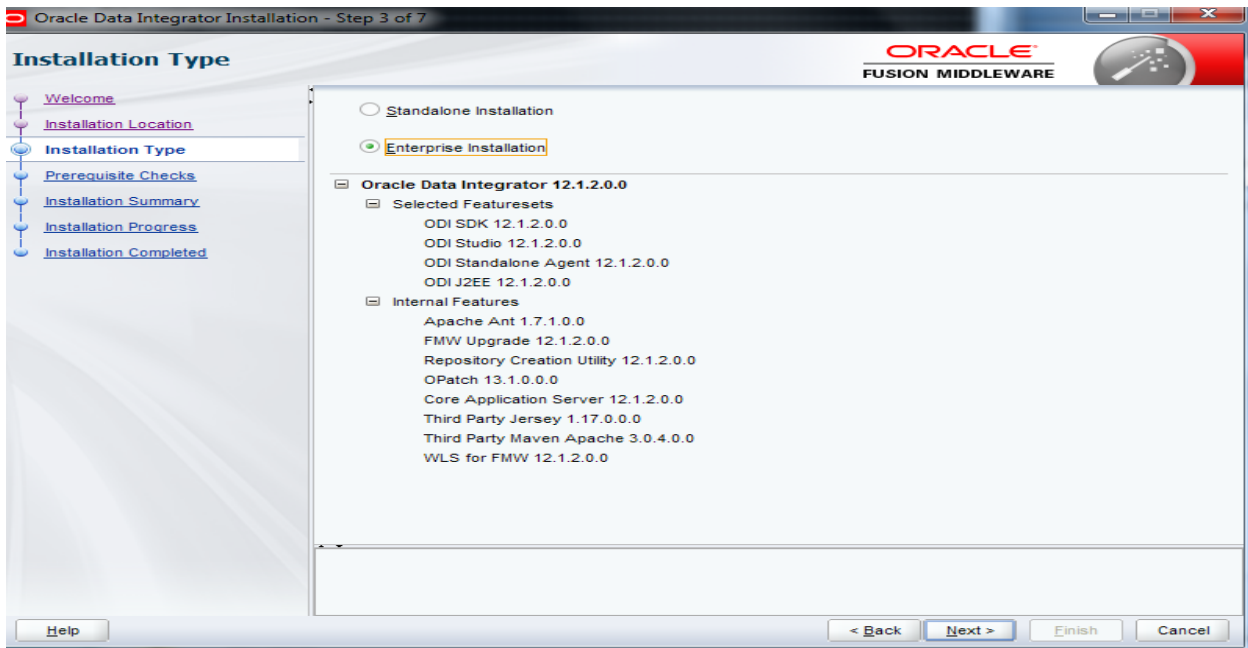 Oracle Data Integrator Installation - Step 3 of 7
Installation Type
ORACLE
FUSION MIDDLEWARE
Welcome
Installation Location
Installation Type
Prerequisite Checks
Installation Summary
Installation Progress
Installation Completed
Standalone Installation
Enterprise Installation
Oracle Data Integrator 12.1.2.0.0
Selected Featuresets
ODI SDK 12.1.2.0.0
ODI Studio 12.1.2.0.0
ODI Standalone Agent 12.1.2.0.0
ODI J2EE 12.1.2.0.0
Internal Features
Apache Ant 1.7.1.0.0
FMW Upgrade 12.1.2.0.0
Repository Creation Utility 12.1.2.0.0
OPatch 13.1.0.0.0
Core Application Server 12.1.2.0.0
Third Party Jersey 1.17.0.0.0
Third Party Maven Apache 3.0.4.0.0
WLS for FMW 12.1.2.0.0
Help
< Back
Next >
Finish
Cancel